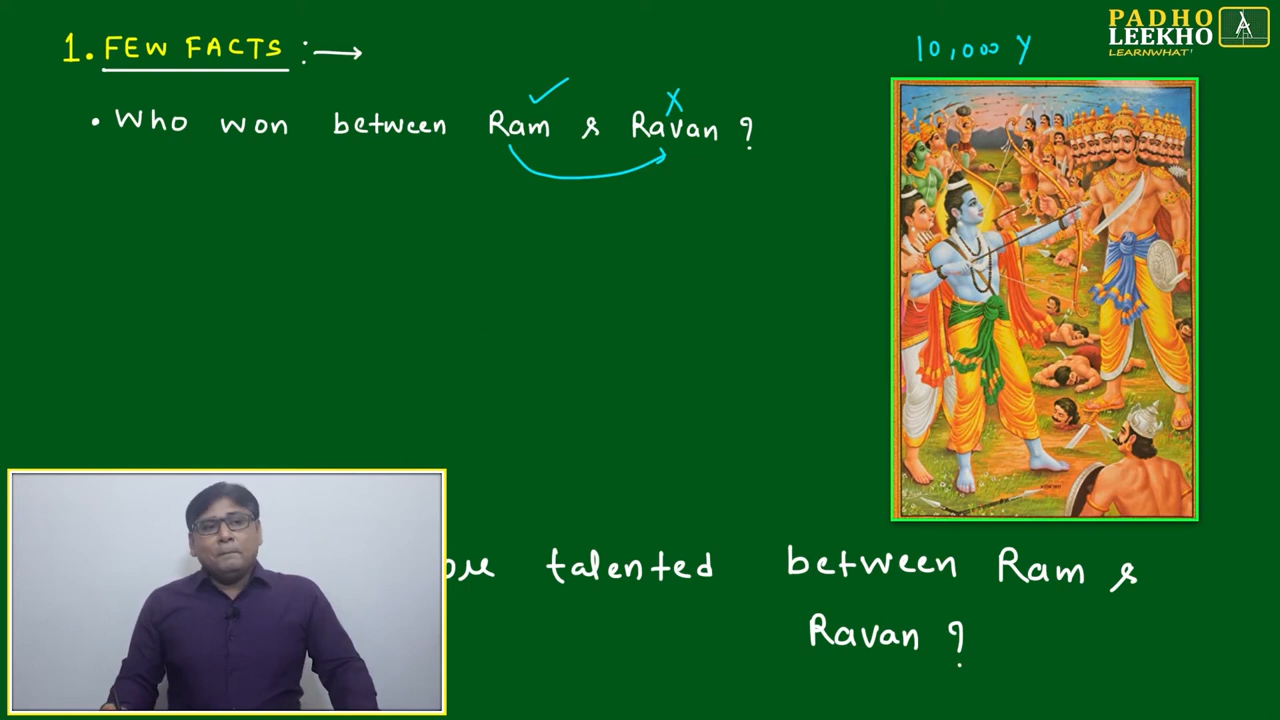 1. FEW FACTS :→
10,000 Y
PADHO
LEEKHO
LEARNWHAT'
• Who won between Ram & Ravan ?
talented between Ram &
Ravan ?